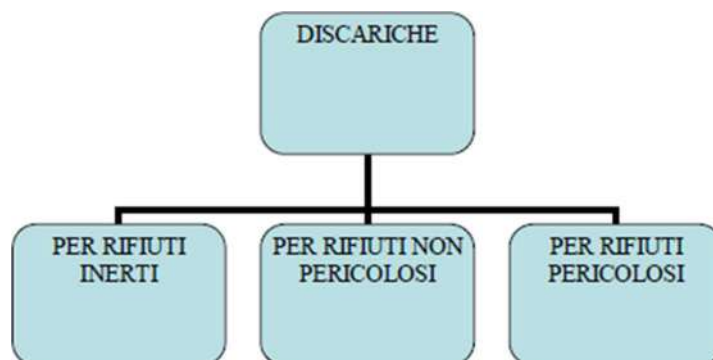 DISCARICHE
PER RIFIUTI
INERTI
PER RIFIUTI NON
PERICOLOSI
PER RIFIUTI
PERICOLOSI